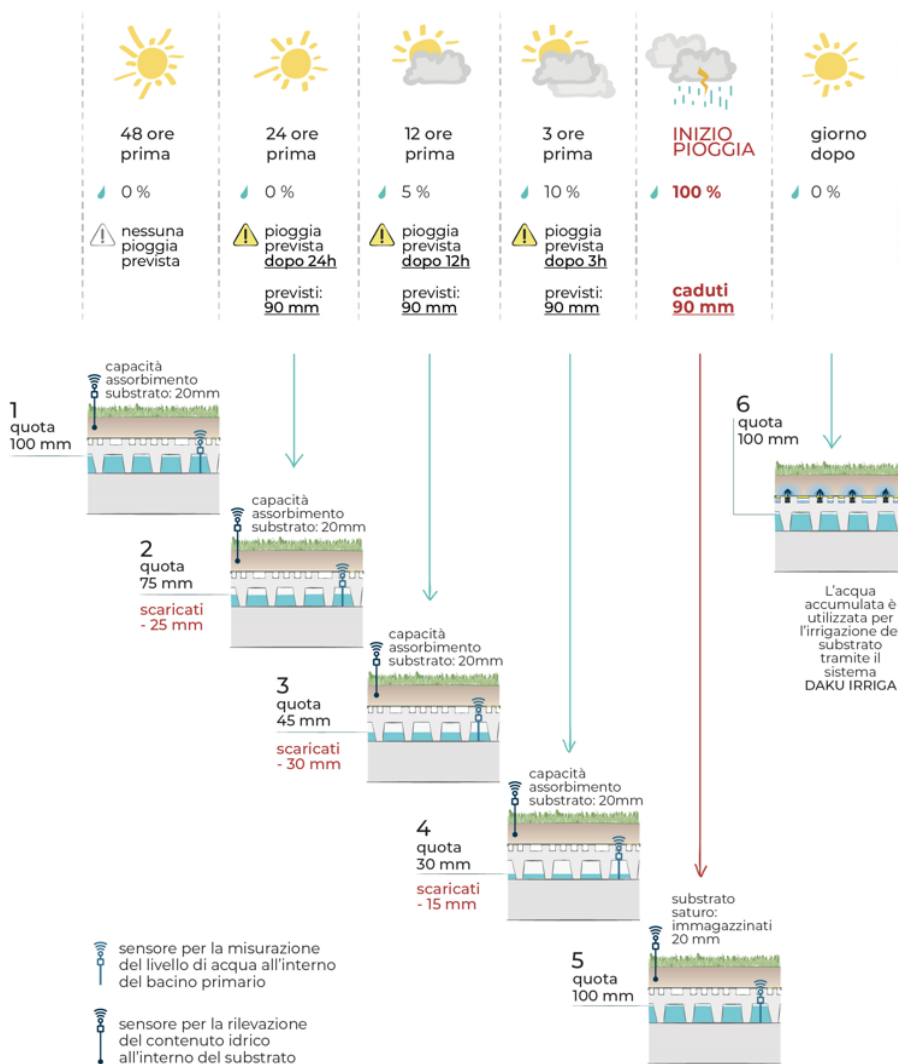 48 ore
prima
0 %
nessuna
pioggia
prevista
24 ore
prima
0 %
pioggia
prevista
dopo 24h
previsti:
90 mm
12 ore
prima
5 %
pioggia
prevista
dopo 12h
previsti:
90 mm
3 ore
prima
10 %
pioggia
prevista
dopo 3h
previsti:
90 mm
INIZIO
PIOGGIA
100 %
caduti
90 mm
giorno
dopo
0 %
1
quota
100 mm
capacità
assorbimento
substrato: 20mm
2
quota
75 mm
scaricati
- 25 mm
capacità
assorbimento
substrato: 20mm
3
quota
45 mm
scaricati
- 30 mm
capacità
assorbimento
substrato: 20mm
4
quota
30 mm
scaricati
- 15 mm
capacità
assorbimento
substrato: 20mm
5
quota
100 mm
substrato
saturo:
immagazzinati
20 mm
6
quota
100 mm
L'acqua
accumulata è
utilizzata per
l'irrigazione de
substrato
tramite il
sistema
DAKU IRRIGA
sensore per la misurazione
del livello di acqua all'interno
del bacino primario
sensore per la rilevazione
del contenuto idrico
all'interno del substrato